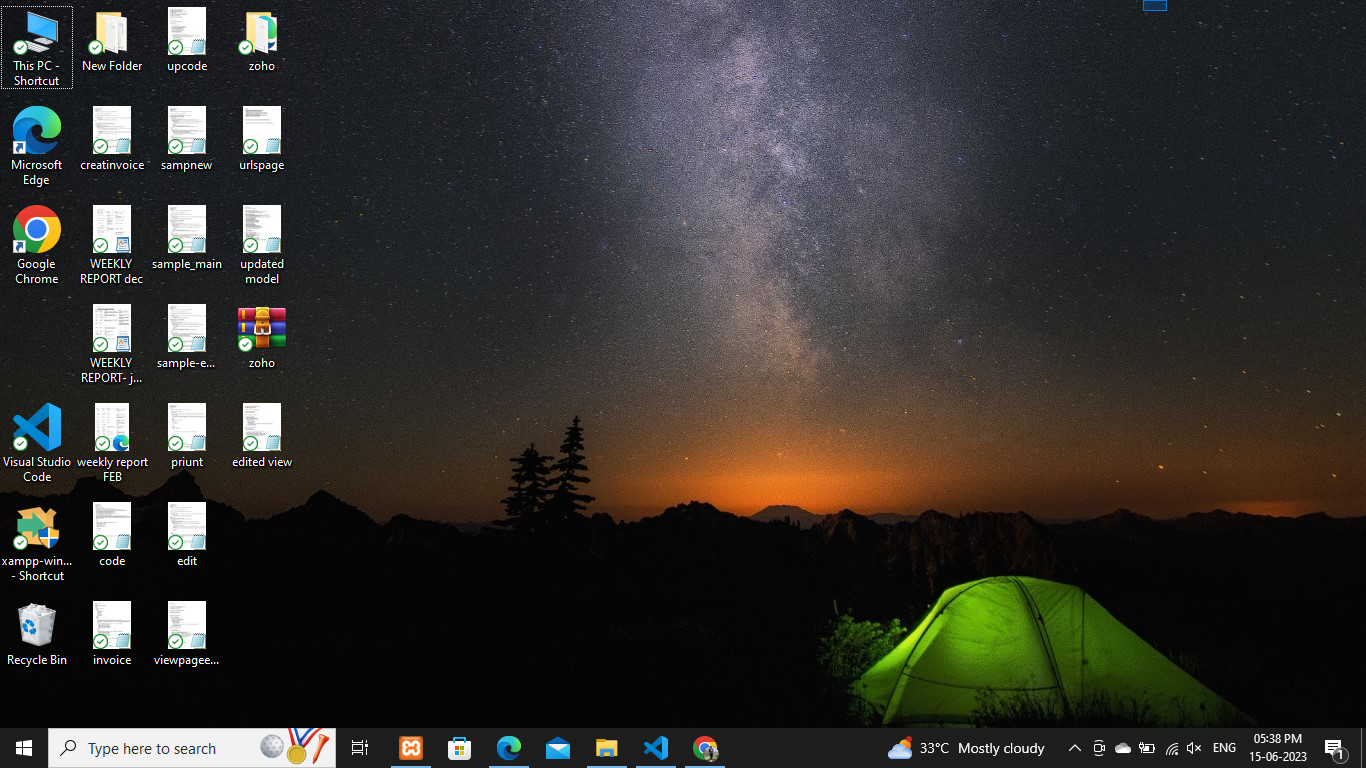 This PC -
Shortcut
New Folder
upcode
zoho
Microsoft
Edge
creatinvoice
sampnew
urlspage
Google
Chrome
WEEKLY
REPORT dec
sample_main
updated
model
WEEKLY
REPORT- j...
sample-e...
zoho
Visual Studio
Code
weekly report
FEB
priunt
edited view
xampp-win...
- Shortcut
code
edit
Recycle Bin
invoice
viewpagee...
Type here to search
33°C Mostly cloudy
ENG
05:38 PM
15-06-2023
1